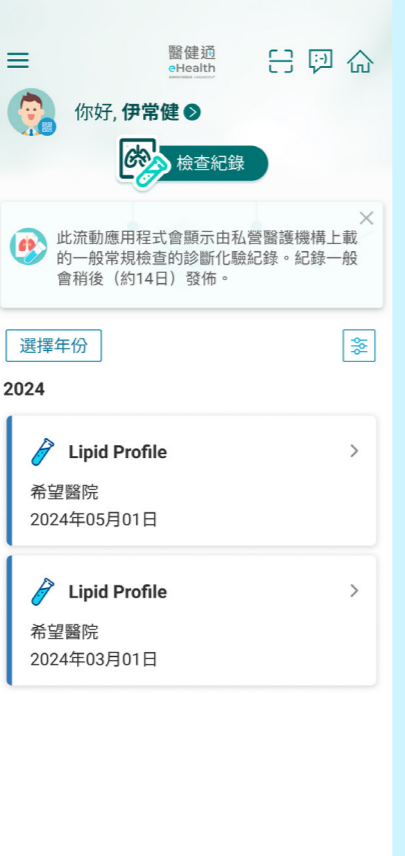 醫健通
eHealth
你好, 伊常健
醫
檢查紀錄
此流動應用程式會顯示由私營醫護機構上載
的一般常規檢查的診斷化驗紀錄。紀錄一般
會稍後（約14日）發佈。
選擇年份
2024
Lipid Profile
希望醫院
2024年05月01日
Lipid Profile
希望醫院
2024年03月01日